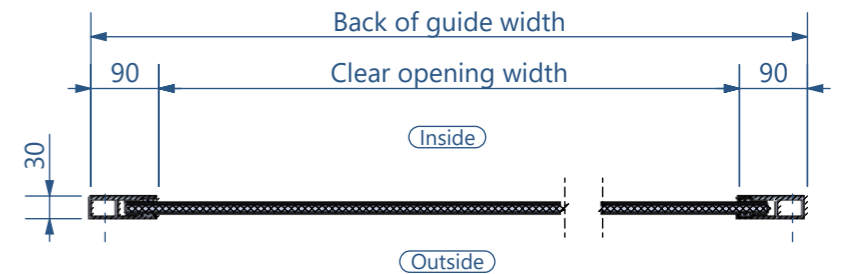 Back of guide width
90 Clear opening width 90
Inside
30
Outside